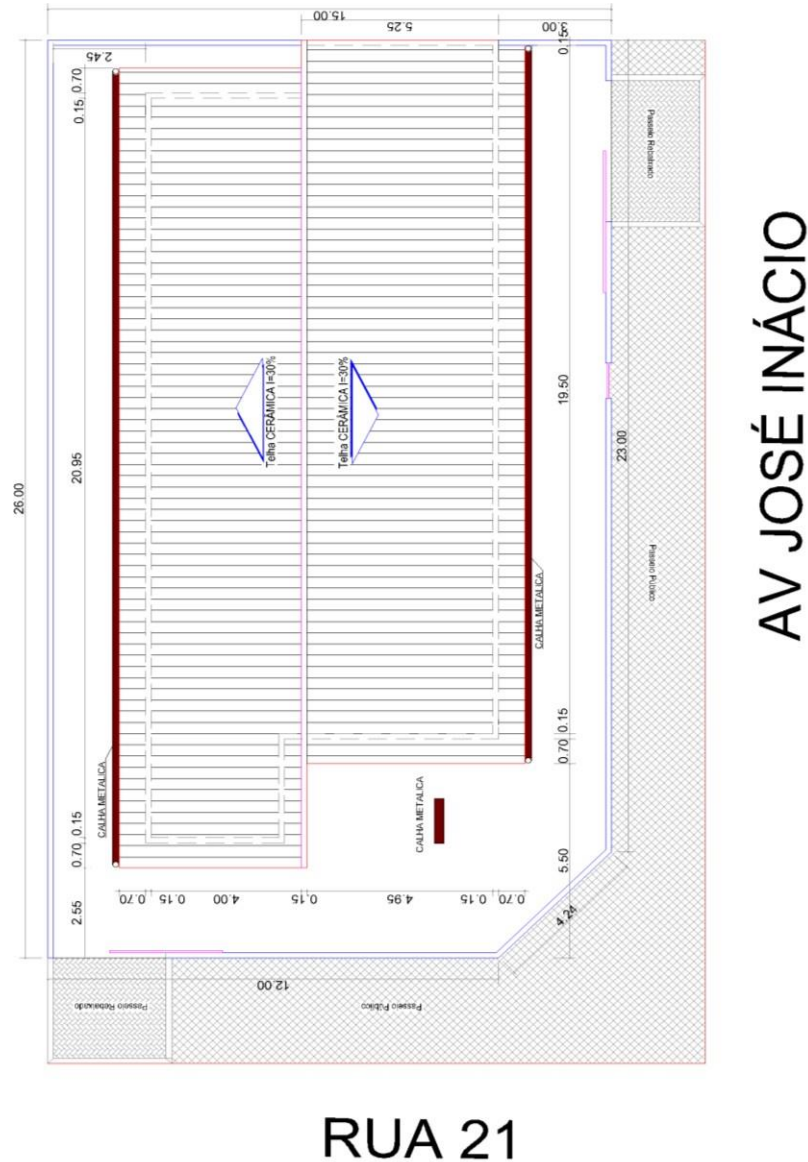 15.00
5.25
3.00
0.15
2.45
0.70
0.15
Passeio Rebaixado
AV JOSÉ INÁCIO
26.00
20.95
Telha CERÂMICA I=30%
Telha CERÂMICA I=30%
19.50
23.00
Passeio Público
CALHA METALICA
CALHA METALICA
0.15
0.70
CALHA METALICA
0.15
0.70
5.50
2.55
0.70
0.15
4.00
0.15
4.95
0.15
0.70
4.24
12.00
Passeio Rebaixado
Passeio Público
RUA 21